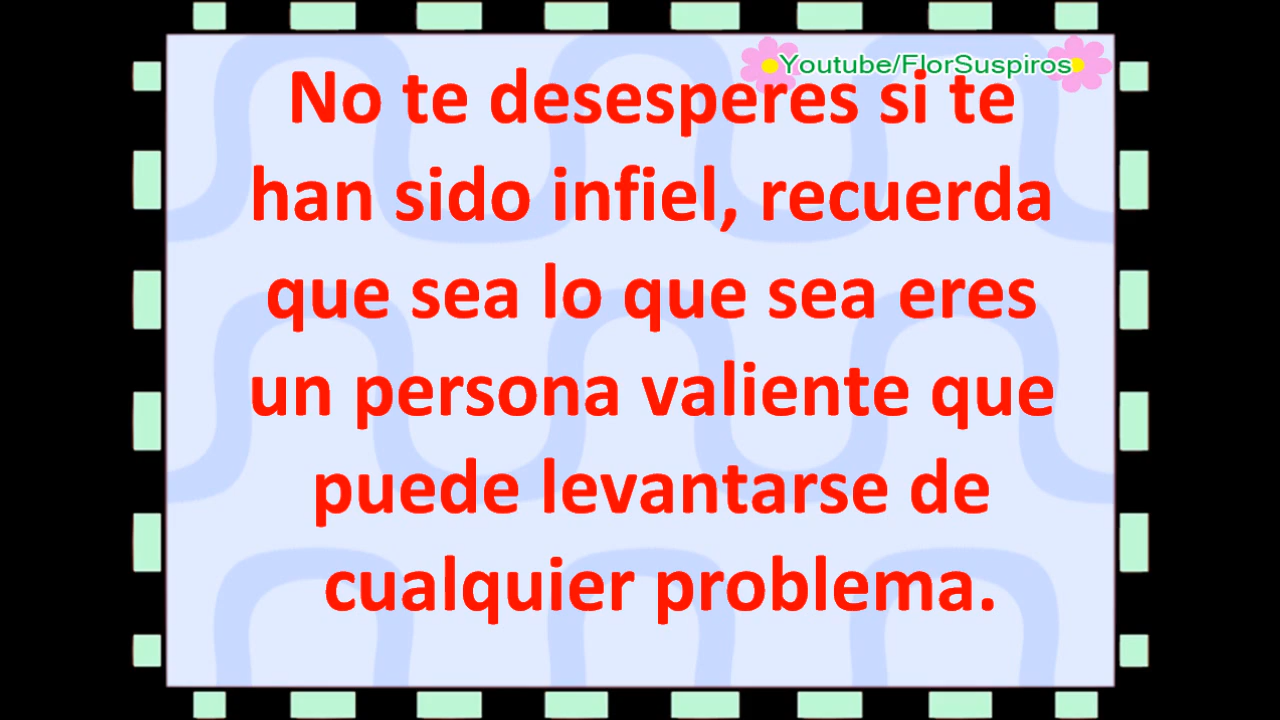 Youtube/FlorSuspiros
No te desesperes si te
han sido infiel, recuerda
que sea lo que sea eres
un persona valiente que
puede levantarse de
cualquier problema.